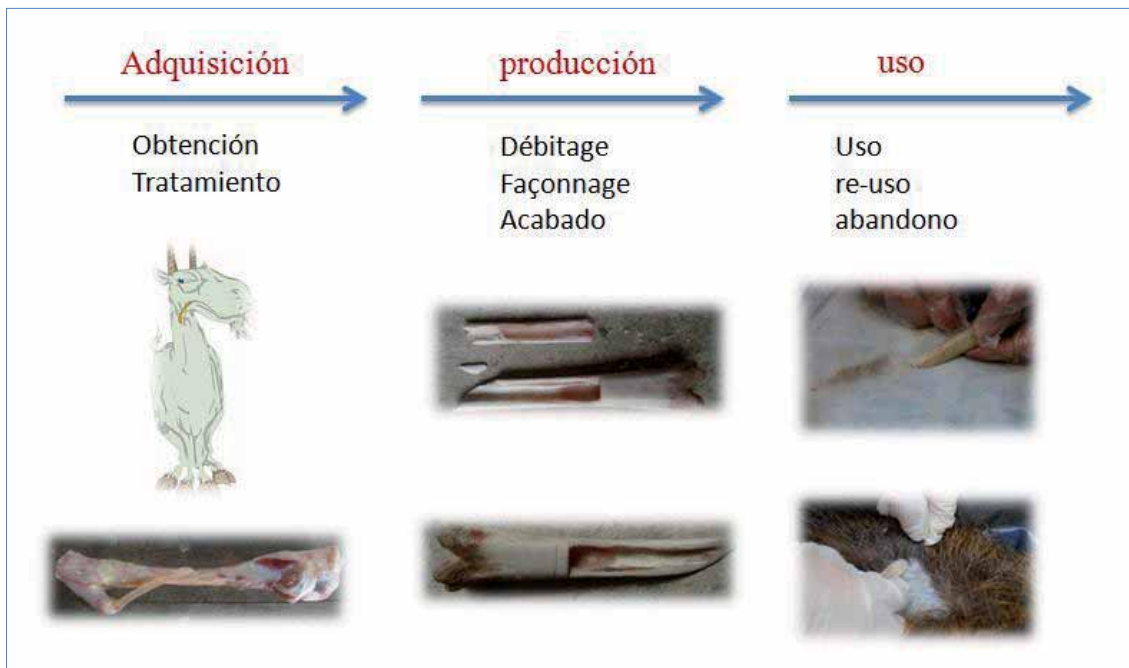 Adquisición
Obtención
Tratamiento
producción
Débitage
Façonnage
Acabado
uso
Uso
re-uso
abandono